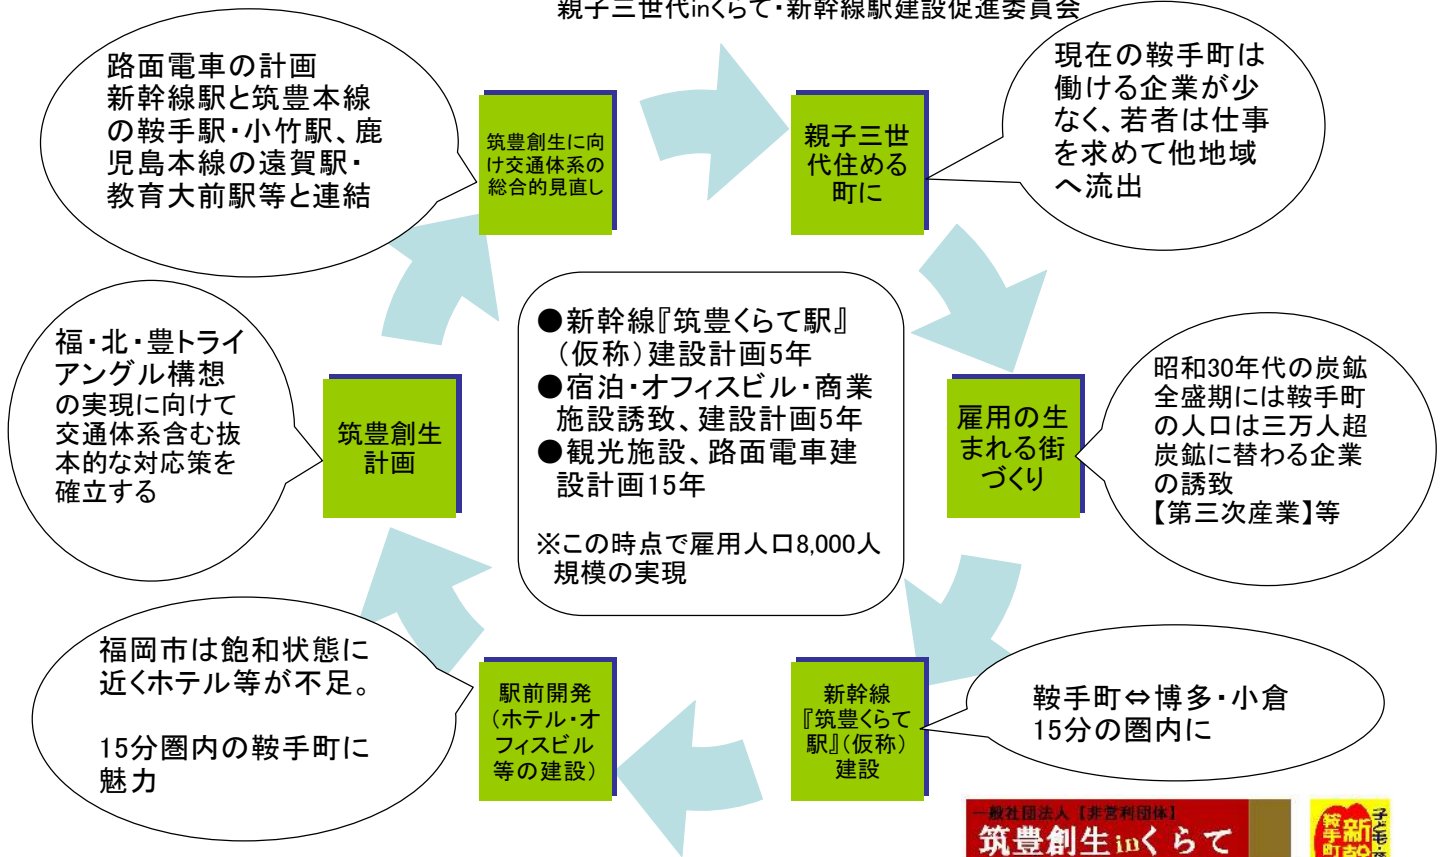 親子三世代inくらて・新幹線駅建設促進委員会
路面電車の計画
新幹線駅と筑豊本線
の鞍手駅・小竹駅、鹿
児島本線の遠賀駅・
教育大前駅等と連結
筑豊創生に向
け交通体系の
総合的見直し
親子三世
代住める
町に
現在の鞍手町は
働ける企業が少
なく、若者は仕事
を求めて他地域
へ流出
福・北・豊トライ
アングル構想
の実現に向けて
交通体系含む抜
本的な対応策を
確立する
筑豊創生
計画
●新幹線『筑豊くらて駅』
（仮称）建設計画5年
●宿泊・オフィスビル・商業
施設誘致、建設計画5年
●観光施設、路面電車建
設計画15年
※この時点で雇用人口8,000人
規模の実現
雇用の生
まれる街
づくり
昭和30年代の炭鉱
全盛期には鞍手町
の人口は三万人超
炭鉱に替わる企業
の誘致
【第三次産業】等
福岡市は飽和状態に
近くホテル等が不足。
15分圏内の鞍手町に
魅力
駅前開発
（ホテル・オ
フィスビル
等の建設）
新幹線
『筑豊くらて
駅』（仮称）
建設
鞍手町⇔博多・小倉
15分の圏内に
一般社団法人【非営利団体】
筑豊創生inくらて
子ども・
新
鞍手町